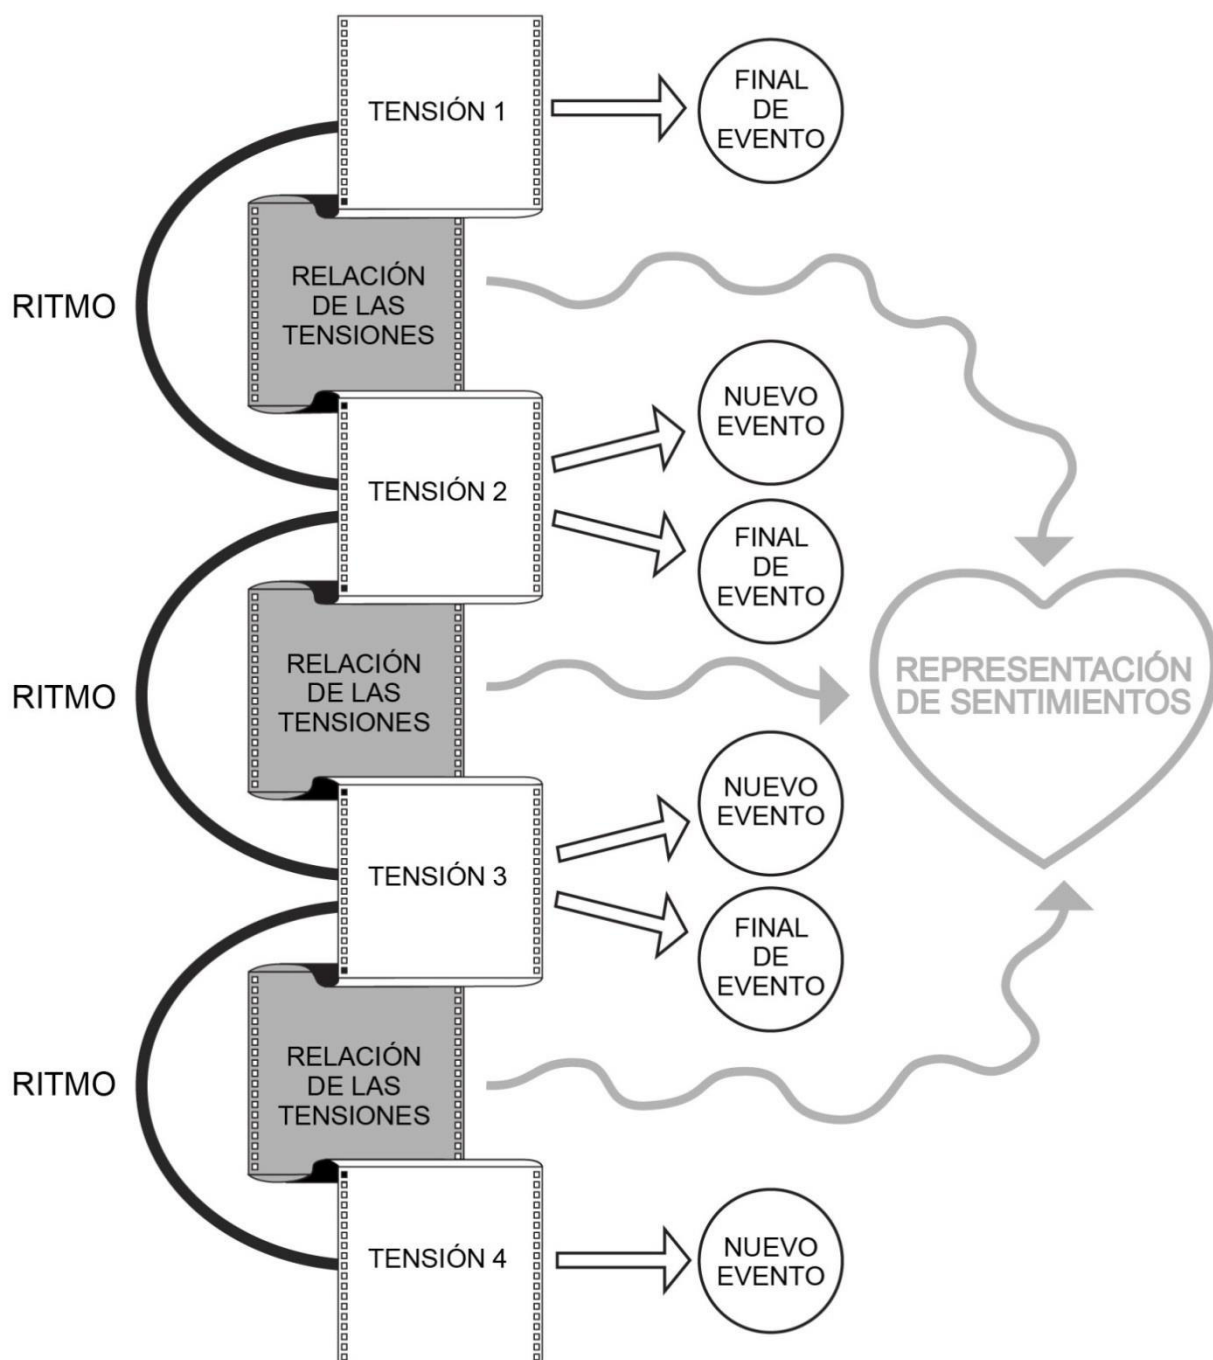 TENSIÓN 1
FINAL
DE
EVENTO
RITMO
RELACIÓN
DE LAS
TENSIONES
NUEVO
EVENTO
TENSIÓN 2
FINAL
DE
EVENTO
RITMO
RELACIÓN
DE LAS
TENSIONES
REPRESENTACIÓN
DE SENTIMIENTOS
NUEVO
EVENTO
TENSIÓN 3
FINAL
DE
EVENTO
RITMO
RELACIÓN
DE LAS
TENSIONES
TENSIÓN 4
NUEVO
EVENTO